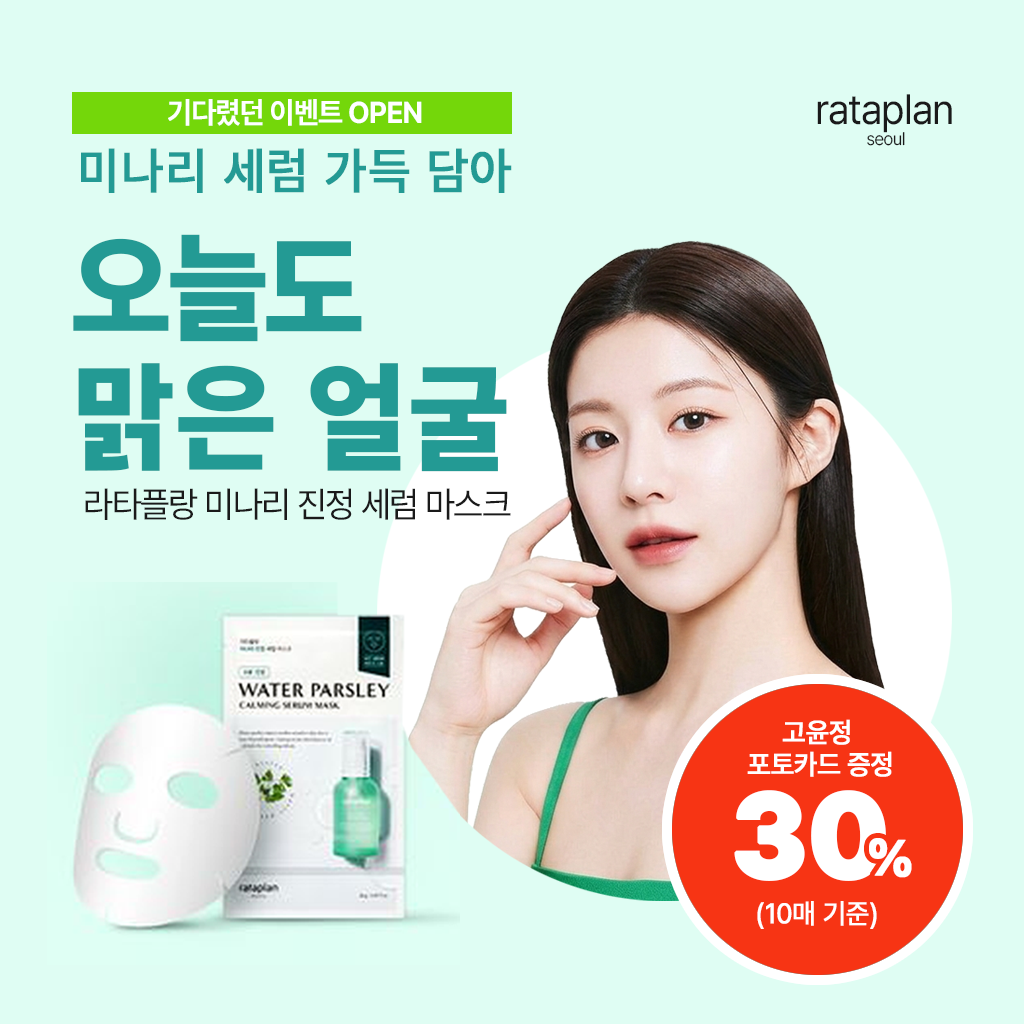 기다렸던 이벤트 OPEN
rataplan
seoul
미나리 세럼 가득 담아
오늘도
맑은 얼굴
라타플랑 미나리 진정 세럼 마스크
WATER PARSLEY
CALMING SERUM MASK
rataplan
고윤정
포토카드 증정
30%
(10매 기준)